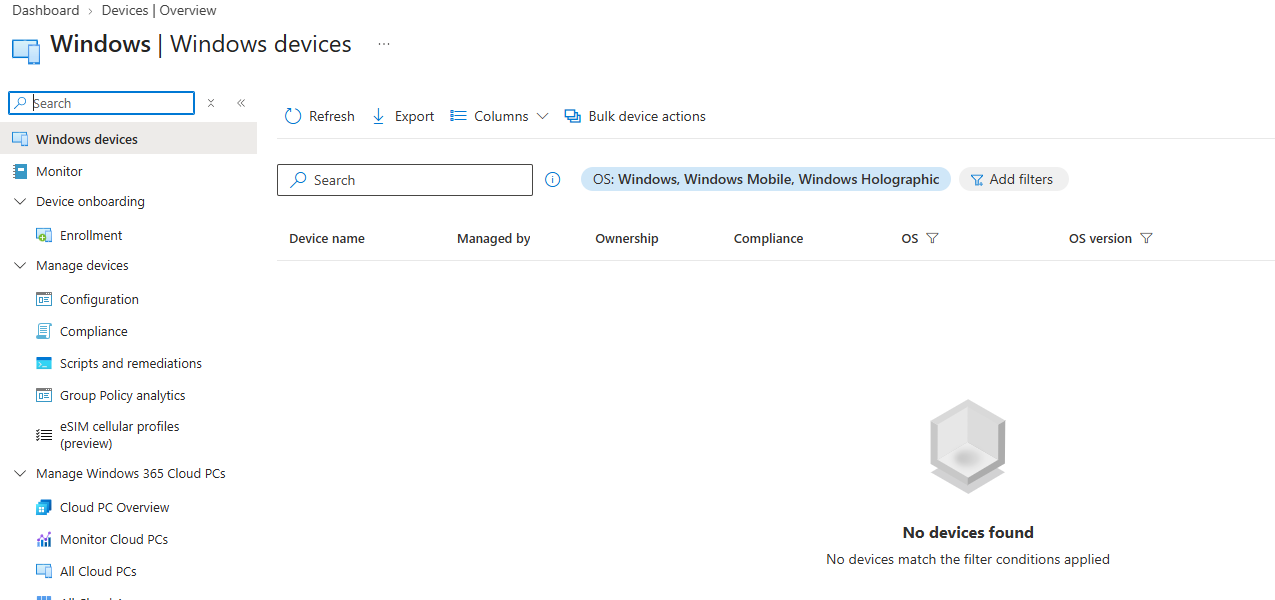 Dashboard > Devices | Overview
Windows | Windows devices ...
Search
Windows devices
Monitor
Device onboarding
Enrollment
Manage devices
Configuration
Compliance
Scripts and remediations
Group Policy analytics
eSIM cellular profiles
(preview)
Manage Windows 365 Cloud PCs
Cloud PC Overview
Monitor Cloud PCs
All Cloud PCs
Refresh Export Columns Bulk device actions
Search OS: Windows, Windows Mobile, Windows Holographic Add filters
Device name Managed by Ownership Compliance OS OS version
No devices found
No devices match the filter conditions applied